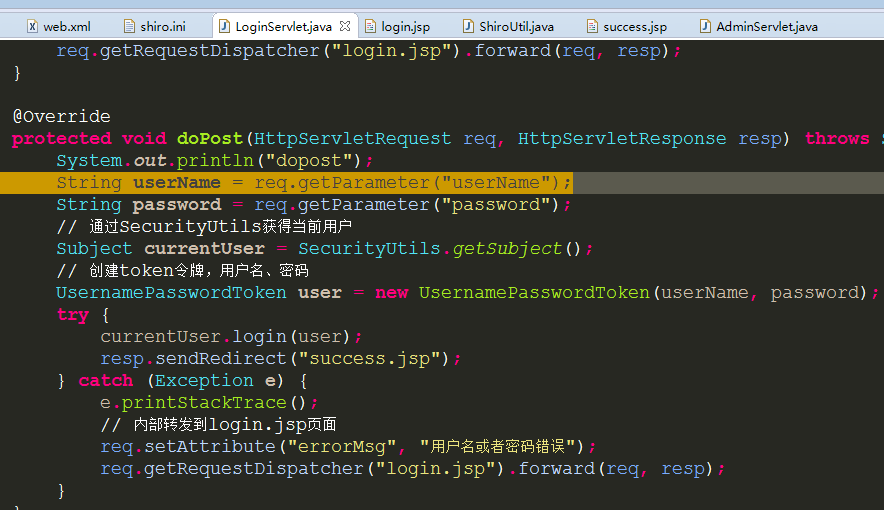 web.xml shiro.ini LoginServlet.java login.jsp ShiroUtil.java success.jsp AdminServlet.java
req.getRequestDispatcher("login.jsp").forward(req, resp);
}
@Override
protected void doPost(HttpServletRequest req, HttpServletResponse resp) throws
System.out.println("dopost");
String userName = req.getParameter("userName");
String password = req.getParameter("password");
// 通过SecurityUtils获得当前用户
Subject currentUser = SecurityUtils.getSubject();
// 创建token令牌，用户名、密码
UsernamePasswordToken user = new UsernamePasswordToken(userName, password);
try {
currentUser.login(user);
resp.sendRedirect("success.jsp");
} catch (Exception e) {
e.printStackTrace();
// 内部转发到login.jsp页面
req.setAttribute("errorMsg", "用户名或者密码错误");
req.getRequestDispatcher("login.jsp").forward(req, resp);
}